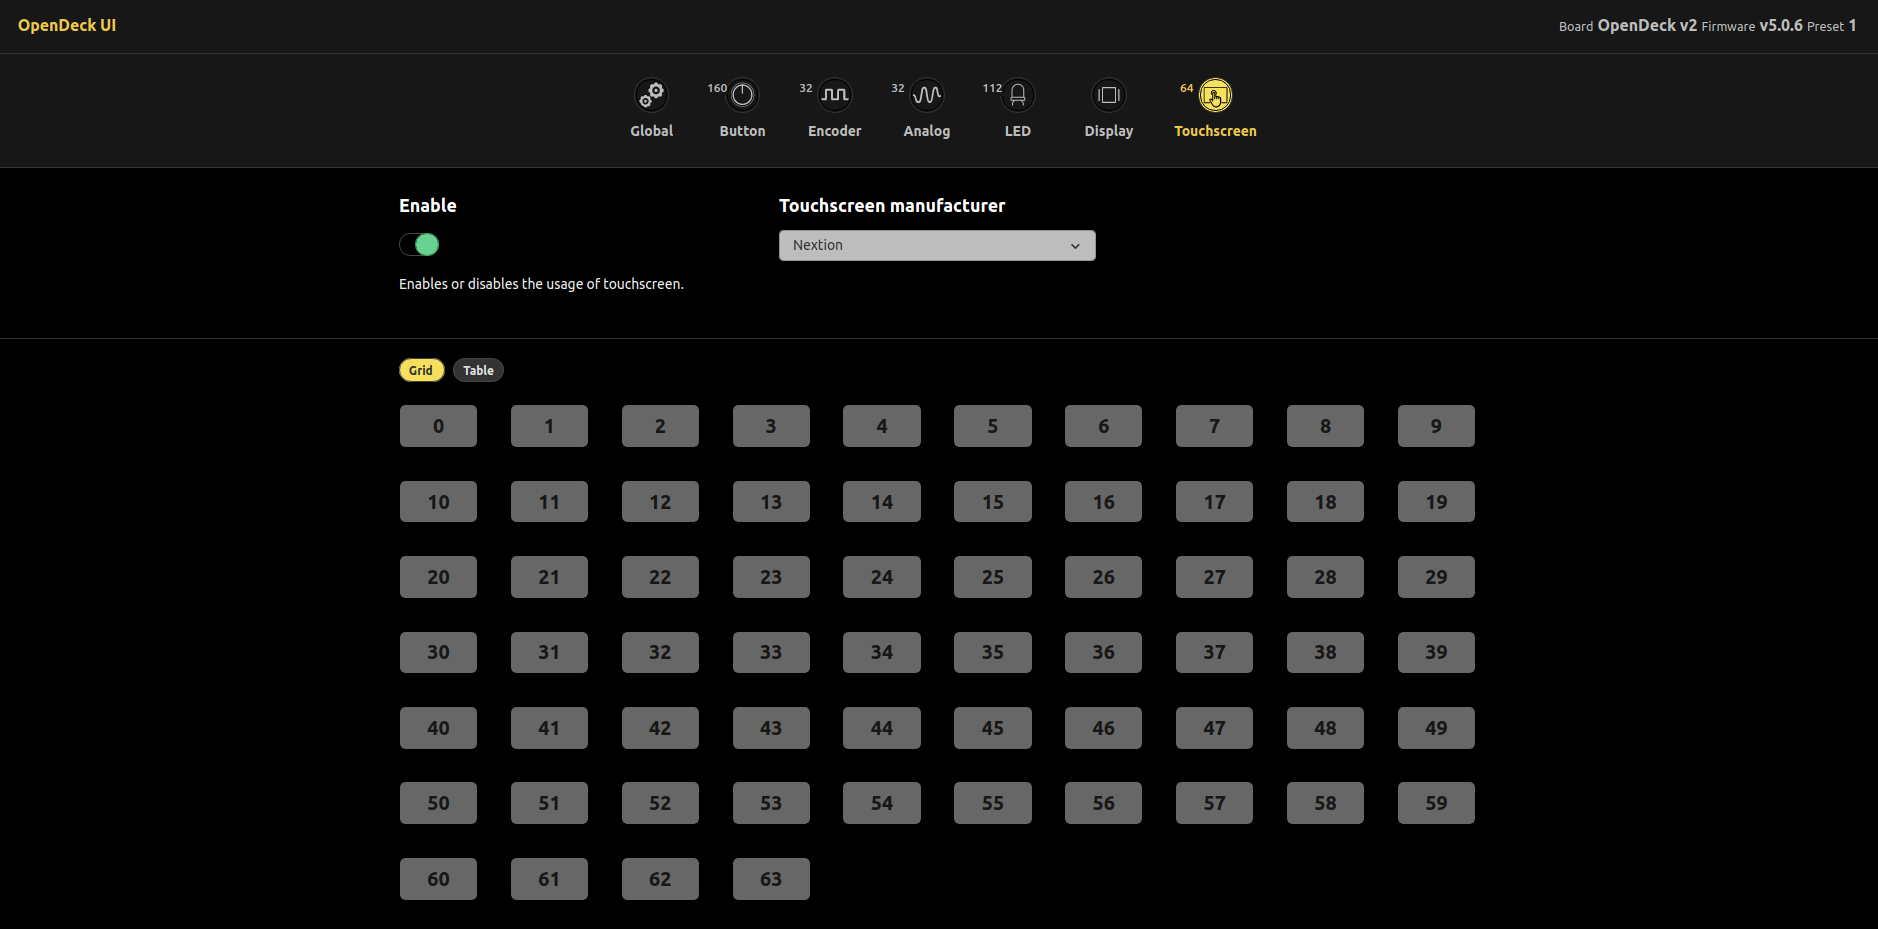 OpenDeck UI
Board OpenDeck v2 Firmware v5.0.6 Preset 1
160 32 32 112 64
Global Button Encoder Analog LED Display Touchscreen
Enable
Touchscreen manufacturer
Nextion
Enables or disables the usage of touchscreen.
Grid Table
0 1 2 3 4 5 6 7 8 9
10 11 12 13 14 15 16 17 18 19
20 21 22 23 24 25 26 27 28 29
30 31 32 33 34 35 36 37 38 39
40 41 42 43 44 45 46 47 48 49
50 51 52 53 54 55 56 57 58 59
60 61 62 63